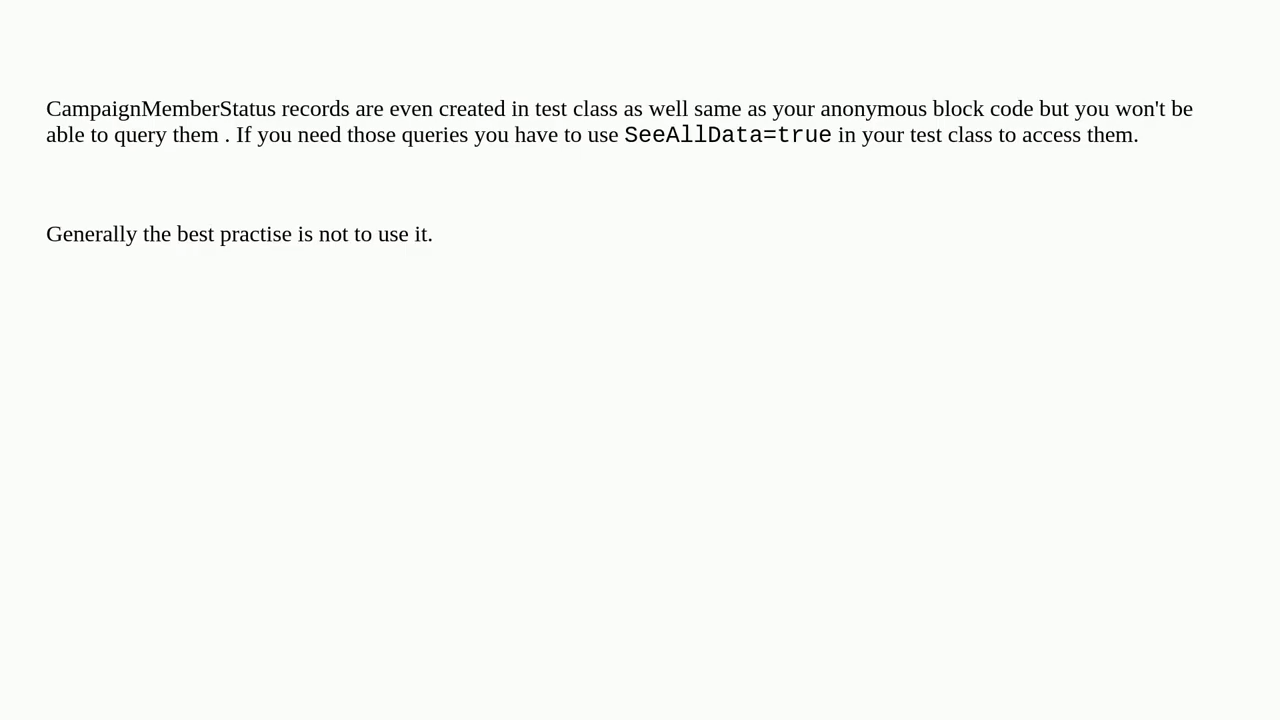 CampaignMemberStatus records are even created in test class as well same as your anonymous block code but you won't be
able to query them . If you need those queries you have to use SeeAllData=true in your test class to access them.
Generally the best practise is not to use it.